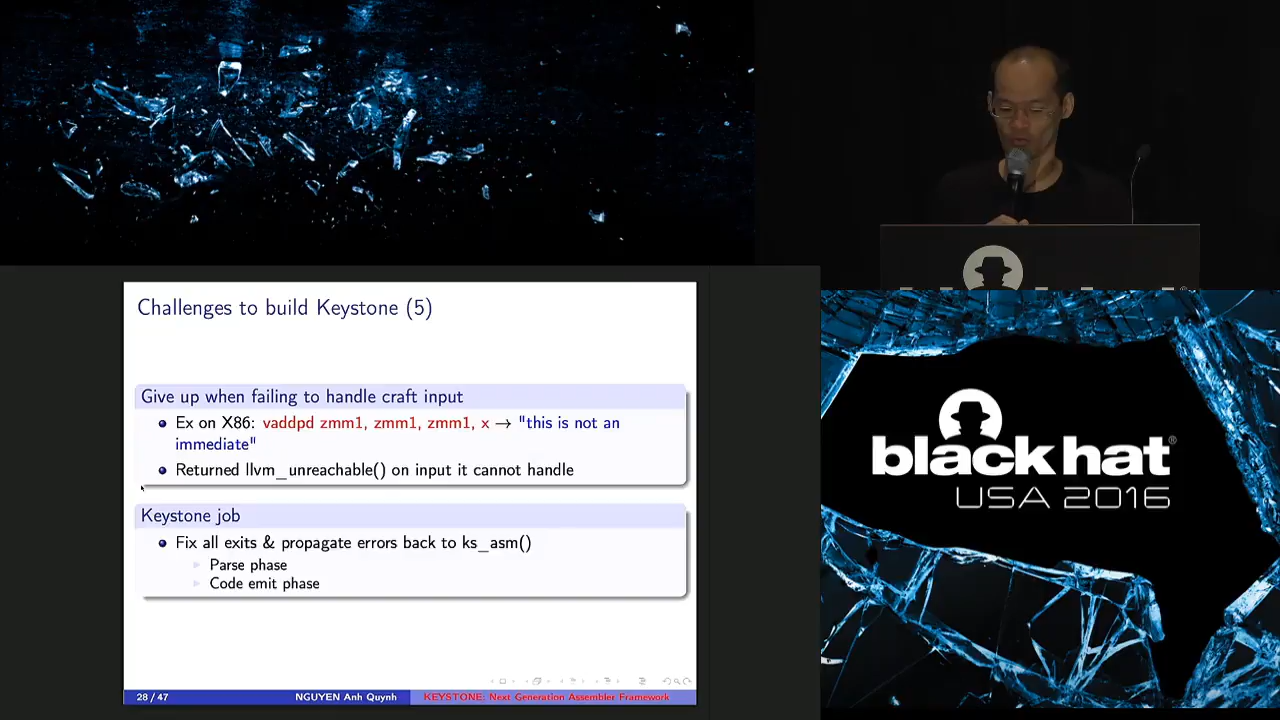 Challenges to build Keystone (5)
Give up when failing to handle craft input
Ex on X86: vaddpd zmm1, zmm1, zmm1, x → "this is not an
immediate"
Returned llvm_unreachable() on input it cannot handle
Keystone job
Fix all exits & propagate errors back to ks_asm()
Parse phase
Code emit phase
28 / 47
NGUYEN Anh Quynh
KEYSTONE: Next Generation Assembler Framework
black hat®
USA 2016